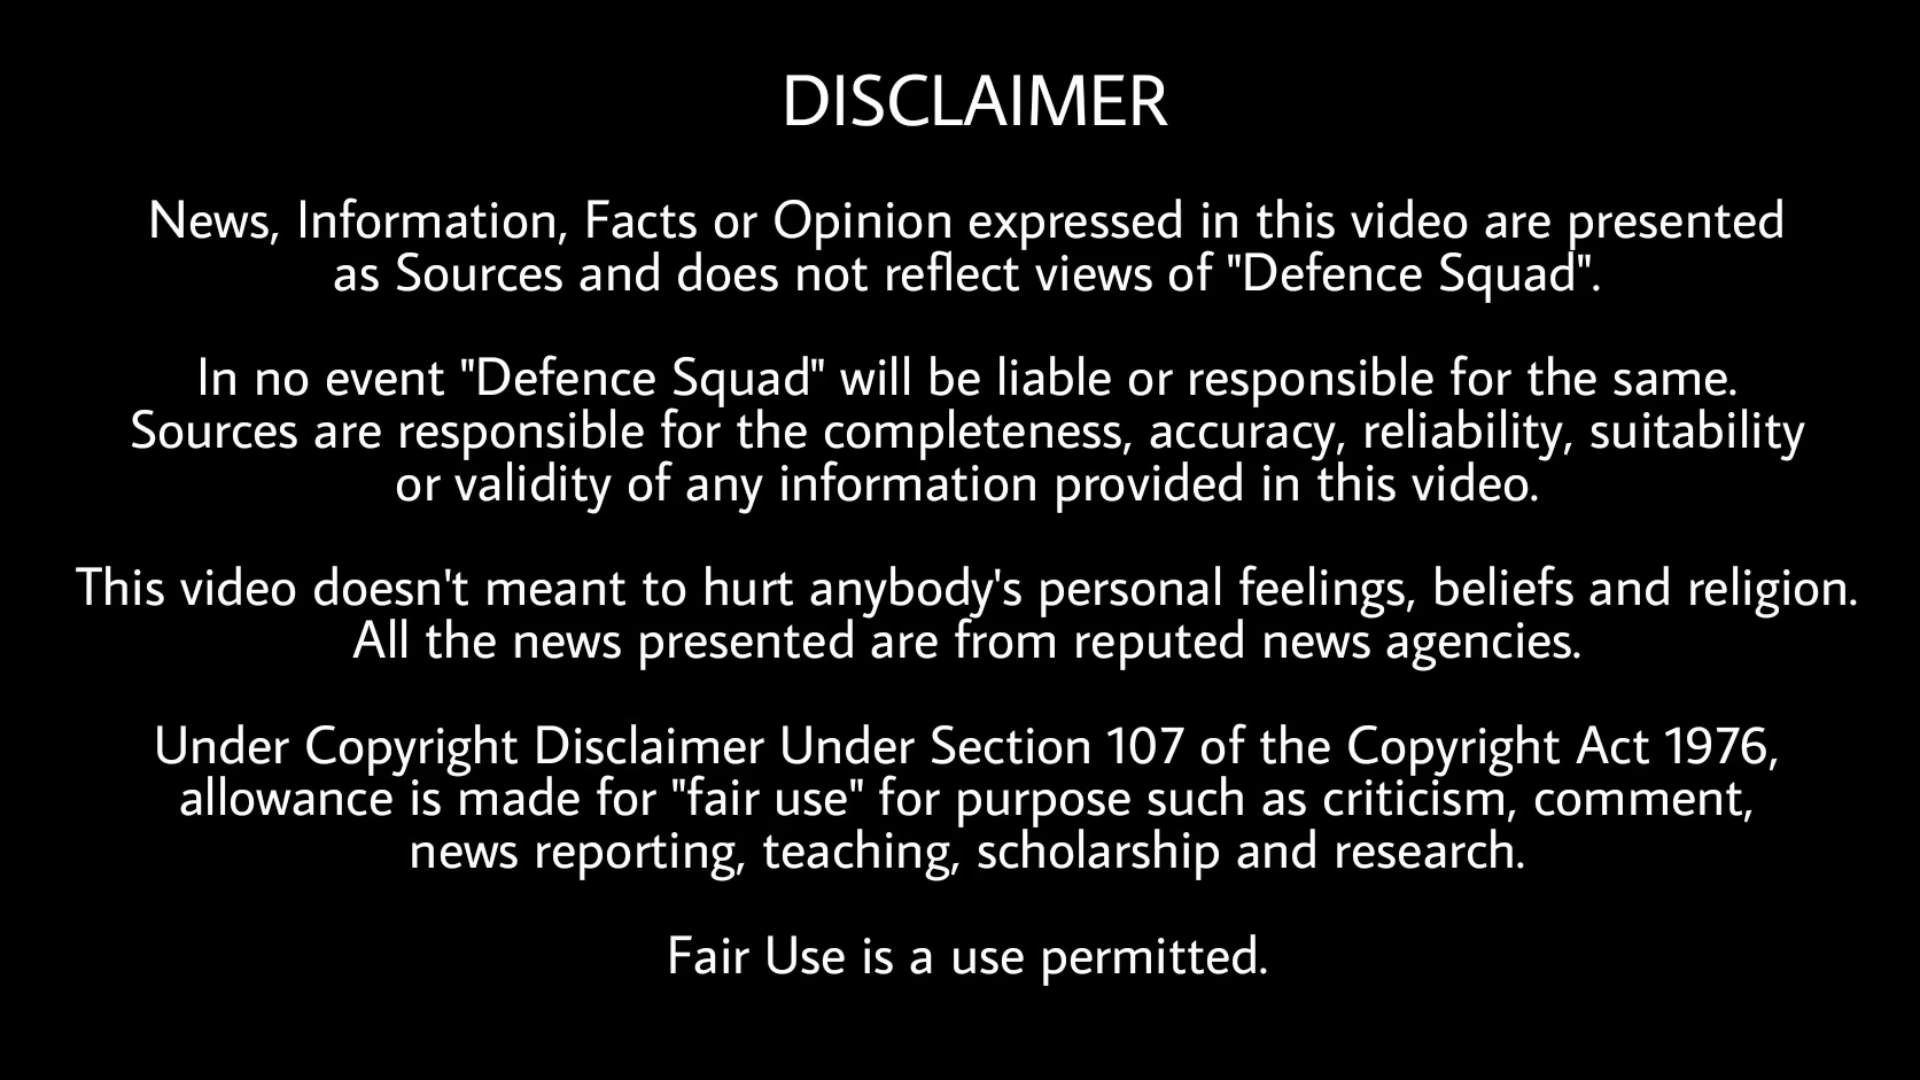 DISCLAIMER
News, Information, Facts or Opinion expressed in this video are presented
as Sources and does not reflect views of "Defence Squad".
In no event "Defence Squad" will be liable or responsible for the same.
Sources are responsible for the completeness, accuracy, reliability, suitability
or validity of any information provided in this video.
This video doesn't meant to hurt anybody's personal feelings, beliefs and religion.
All the news presented are from reputed news agencies.
Under Copyright Disclaimer Under Section 107 of the Copyright Act 1976,
allowance is made for "fair use" for purpose such as criticism, comment,
news reporting, teaching, scholarship and research.
Fair Use is a use permitted.